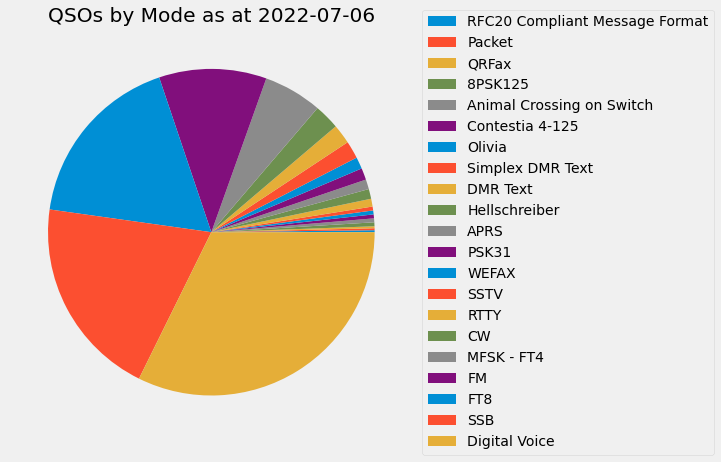 QSOs by Mode as at 2022-07-06
RFC20 Compliant Message Format
Packet
QRFax
8PSK125
Animal Crossing on Switch
Contestia 4-125
Olivia
Simplex DMR Text
DMR Text
Hellschreiber
APRS
PSK31
WEFAX
SSTV
RTTY
CW
MFSK - FT4
FM
FT8
SSB
Digital Voice